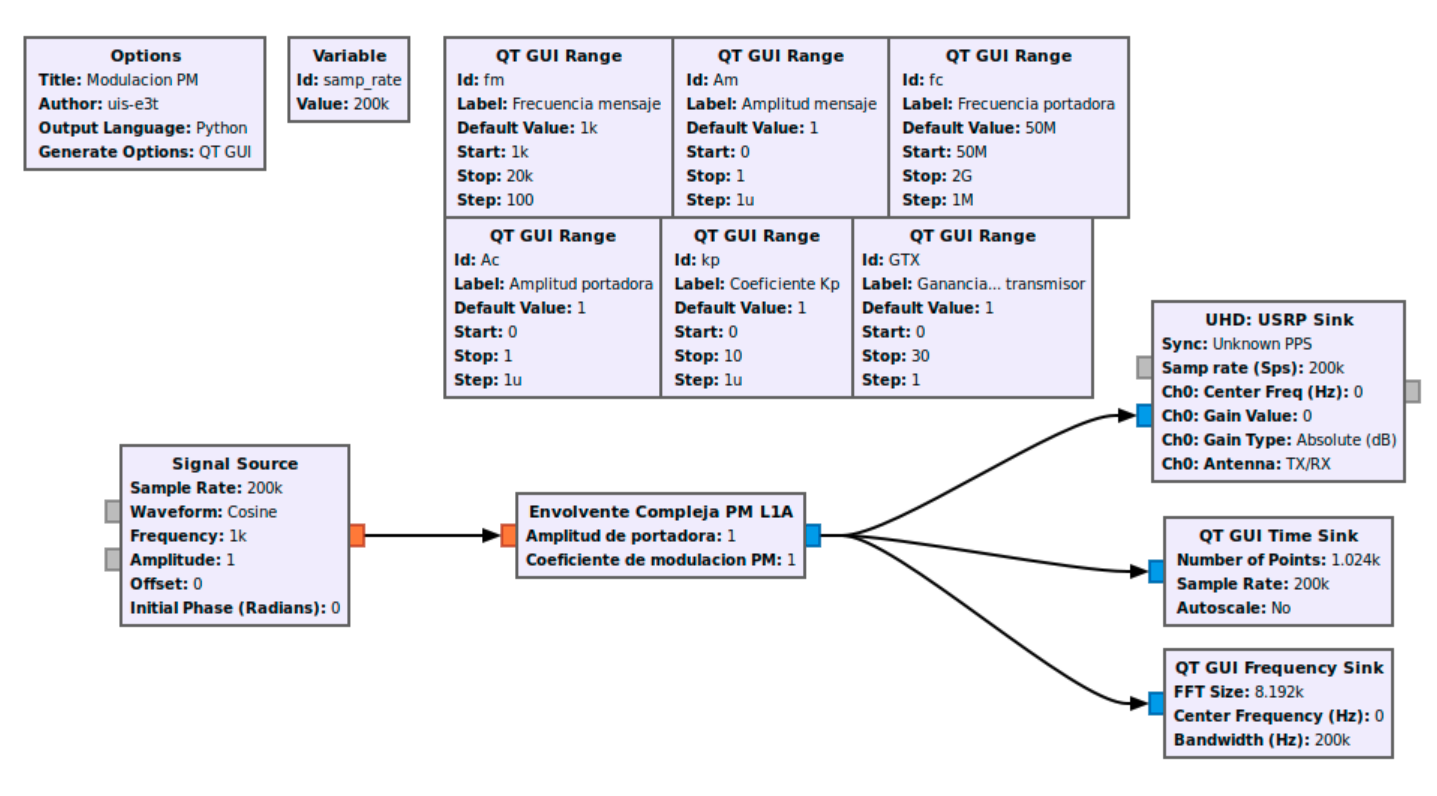 Options
Title: Modulacion PM
Author: uis-e3t
Output Language: Python
Generate Options: QT GUI
Variable
Id: samp_rate
Value: 200k
QT GUI Range
Id: fm
Label: Frecuencia mensaje
Default Value: 1k
Start: 1k
Stop: 20k
Step: 100
QT GUI Range
Id: Am
Label: Amplitud mensaje
Default Value: 1
Start: 0
Stop: 1
Step: 1u
QT GUI Range
Id: fc
Label: Frecuencia portadora
Default Value: 50M
Start: 50M
Stop: 2G
Step: 1M
QT GUI Range
Id: Ac
Label: Amplitud portadora
Default Value: 1
Start: 0
Stop: 1
Step: 1u
QT GUI Range
Id: kp
Label: Coeficiente Kp
Default Value: 1
Start: 0
Stop: 10
Step: 1u
QT GUI Range
Id: GTX
Label: Ganancia... transmisor
Default Value: 1
Start: 0
Stop: 30
Step: 1
UHD: USRP Sink
Sync: Unknown PPS
Samp rate (Sps): 200k
Ch0: Center Freq (Hz): 0
Ch0: Gain Value: 0
Ch0: Gain Type: Absolute (dB)
Ch0: Antenna: TX/RX
Signal Source
Sample Rate: 200k
Waveform: Cosine
Frequency: 1k
Amplitude: 1
Offset: 0
Initial Phase (Radians): 0
Envolvente Compleja PM L1A
Amplitud de portadora: 1
Coeficiente de modulacion PM: 1
QT GUI Time Sink
Number of Points: 1.024k
Sample Rate: 200k
Autoscale: No
QT GUI Frequency Sink
FFT Size: 8.192k
Center Frequency (Hz): 0
Bandwidth (Hz): 200k